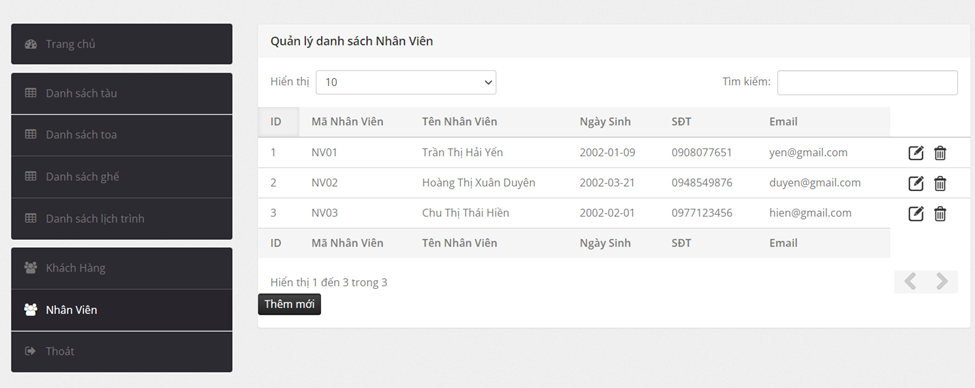 Trang chủ
Danh sách tàu
Danh sách toa
Danh sách ghế
Danh sách lịch trình
Khách Hàng
Nhân Viên
Thoát
Quản lý danh sách Nhân Viên
Hiển thị 10 Tìm kiếm:
ID Mã Nhân Viên Tên Nhân Viên Ngày Sinh SĐT Email
1 NV01 Trần Thị Hải Yến 2002-01-09 0908077651 yen@gmail.com
2 NV02 Hoàng Thị Xuân Duyên 2002-03-21 0948549876 duyen@gmail.com
3 NV03 Chu Thị Thái Hiền 2002-02-01 0977123456 hien@gmail.com
ID Mã Nhân Viên Tên Nhân Viên Ngày Sinh SĐT Email
Hiển thị 1 đến 3 trong 3
Thêm mới